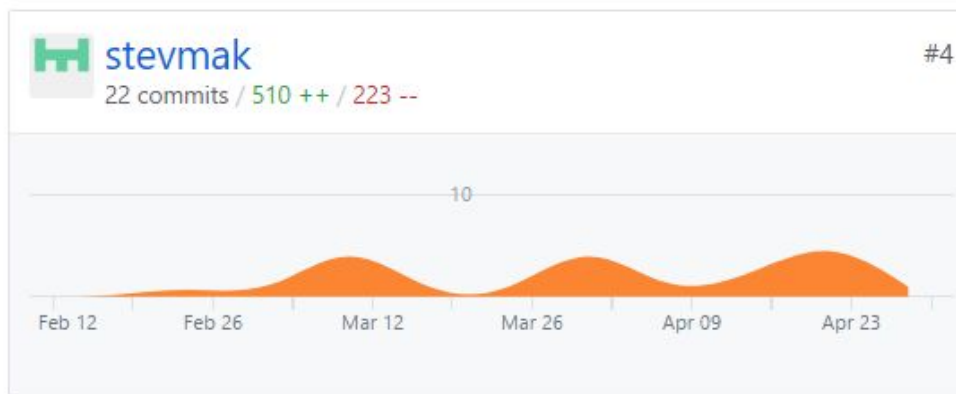 stevmak #4
22 commits / 510 ++ / 223 --
10
Feb 12 Feb 26 Mar 12 Mar 26 Apr 09 Apr 23